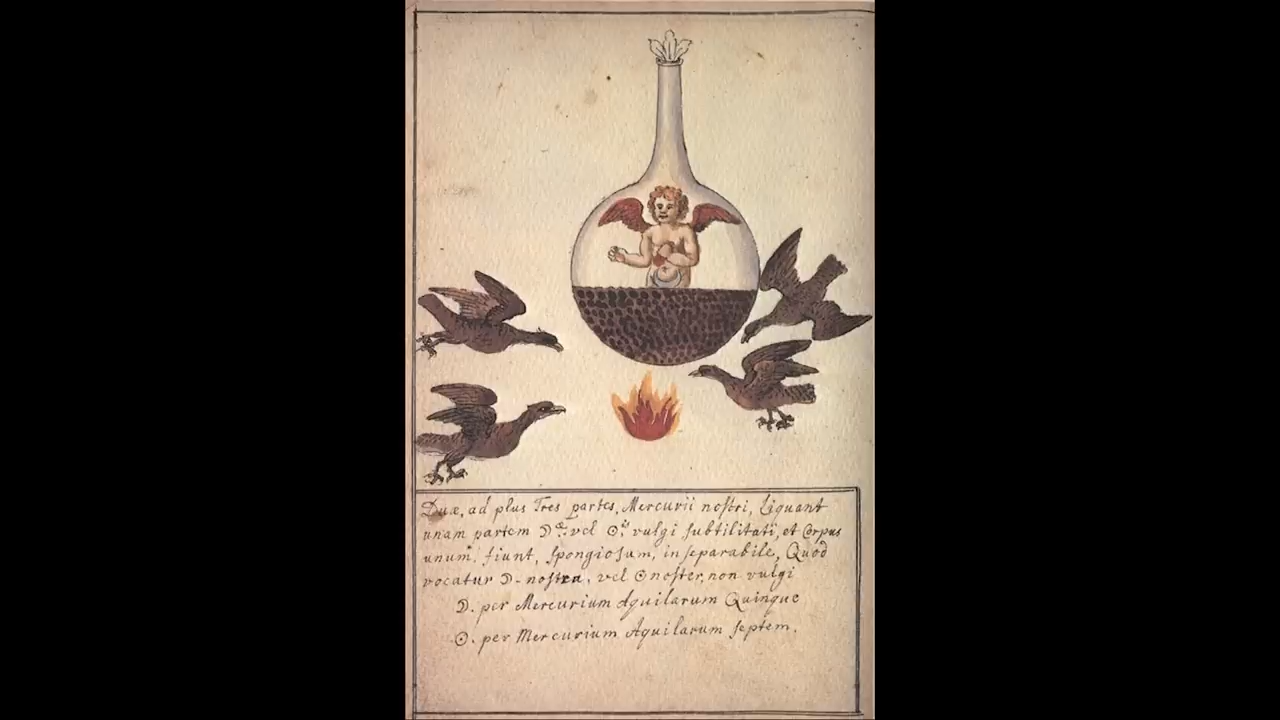 Duæ, ad plus Tres partes, Mercurii nostri, Liquant
unam partem ☽æ: vel ☉is: vulgi subtilitati, et Corpus
unum fiunt, Spongiosum, inseparabile, Quod
vocatur ☽ nostra, vel ☉ noster, non vulgi
☽. per Mercurium Aquilarum Quinque
☉. per Mercurium Aquilarum septem.